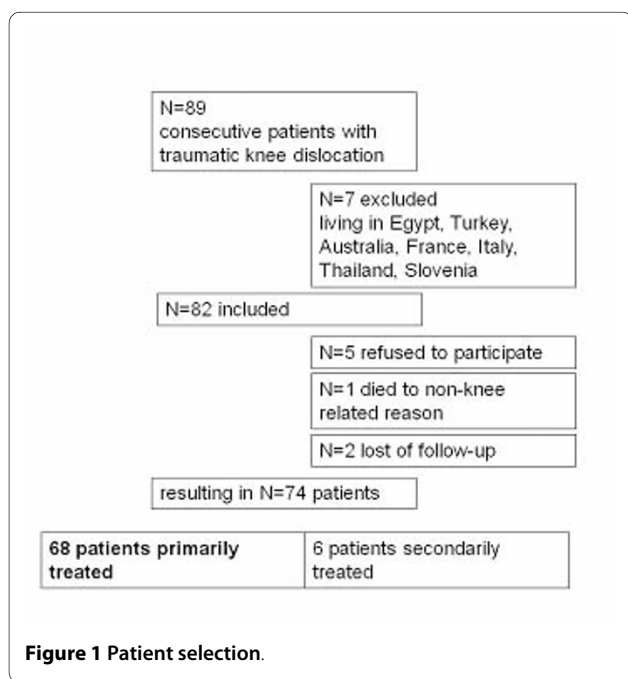 N=89
consecutive patients with
traumatic knee dislocation
N=7 excluded
living in Egypt, Turkey,
Australia, France, Italy,
Thailand, Slovenia
N=82 included
N=5 refused to participate
N=1 died to non-knee
related reason
N=2 lost of follow-up
resulting in N=74 patients
68 patients primarily
treated
6 patients secondarily
treated
Figure 1 Patient selection.